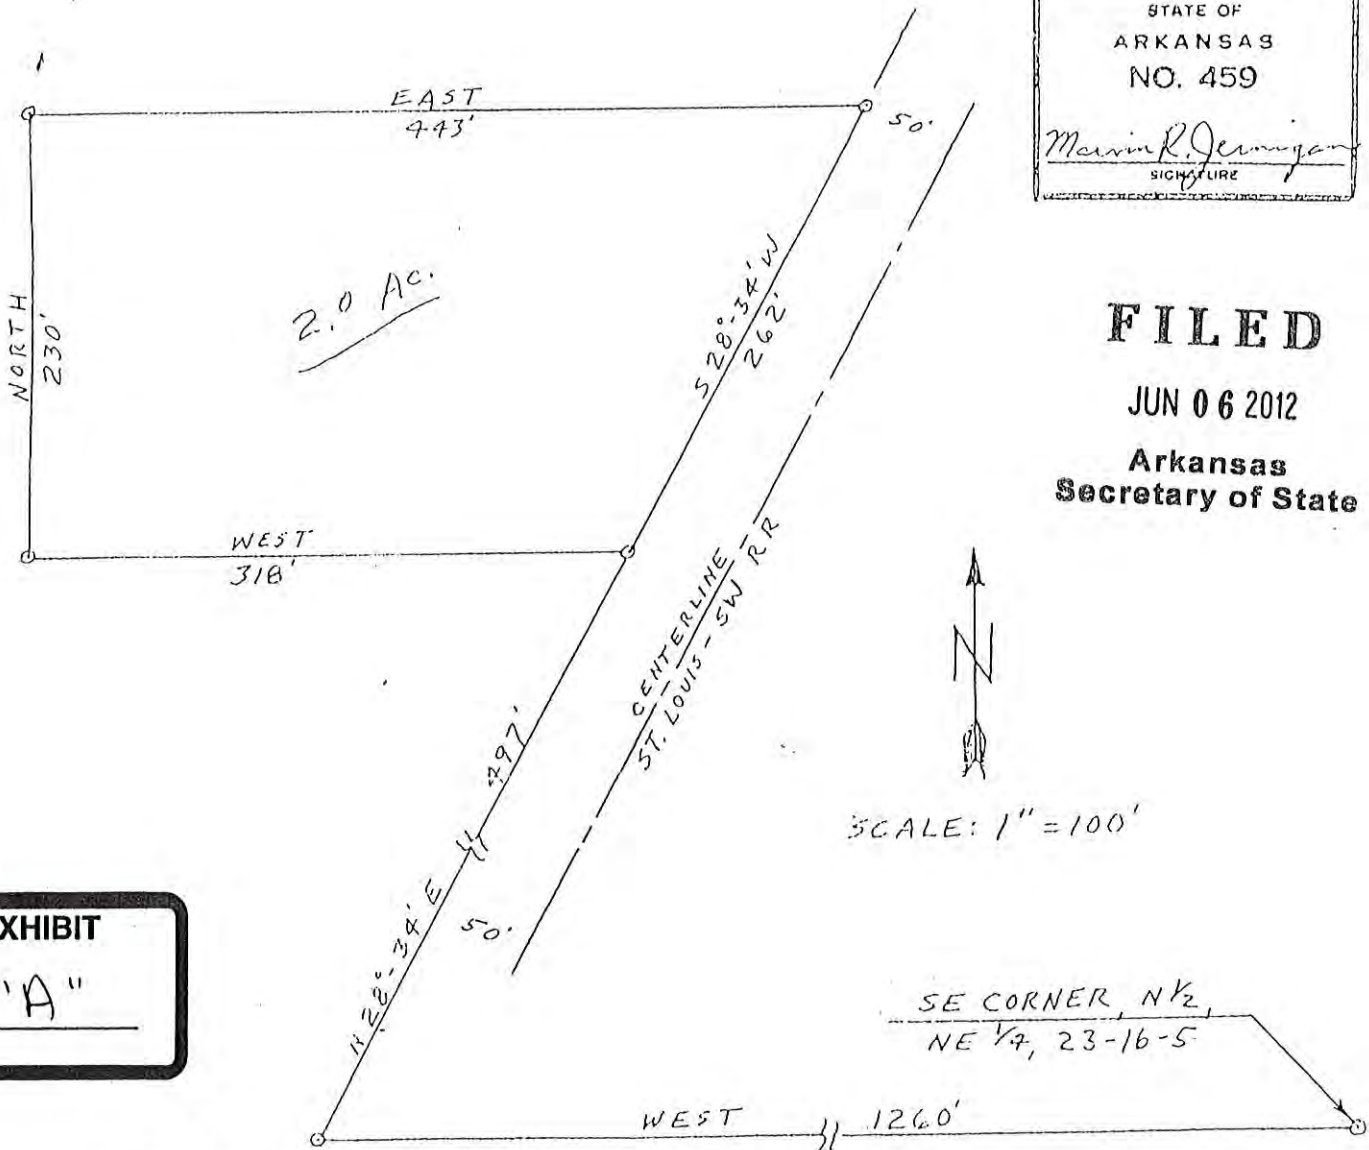 STATE OF
ARKANSAS
NO. 459
Marvin R. Jernigan
SIGNATURE
EAST
443'
50'
NORTH
230'
2.0 Ac.
S 28°-34' W
262'
FILED
JUN 06 2012
Arkansas
Secretary of State
WEST
318'
CENTERLINE
ST. LOUIS - SW RR
N
497'
SCALE: 1" = 100'
N 28°-34' E
50'
XHIBIT
"A"
SE CORNER, N 1/2,
NE 1/4, 23-16-5
WEST 1260'